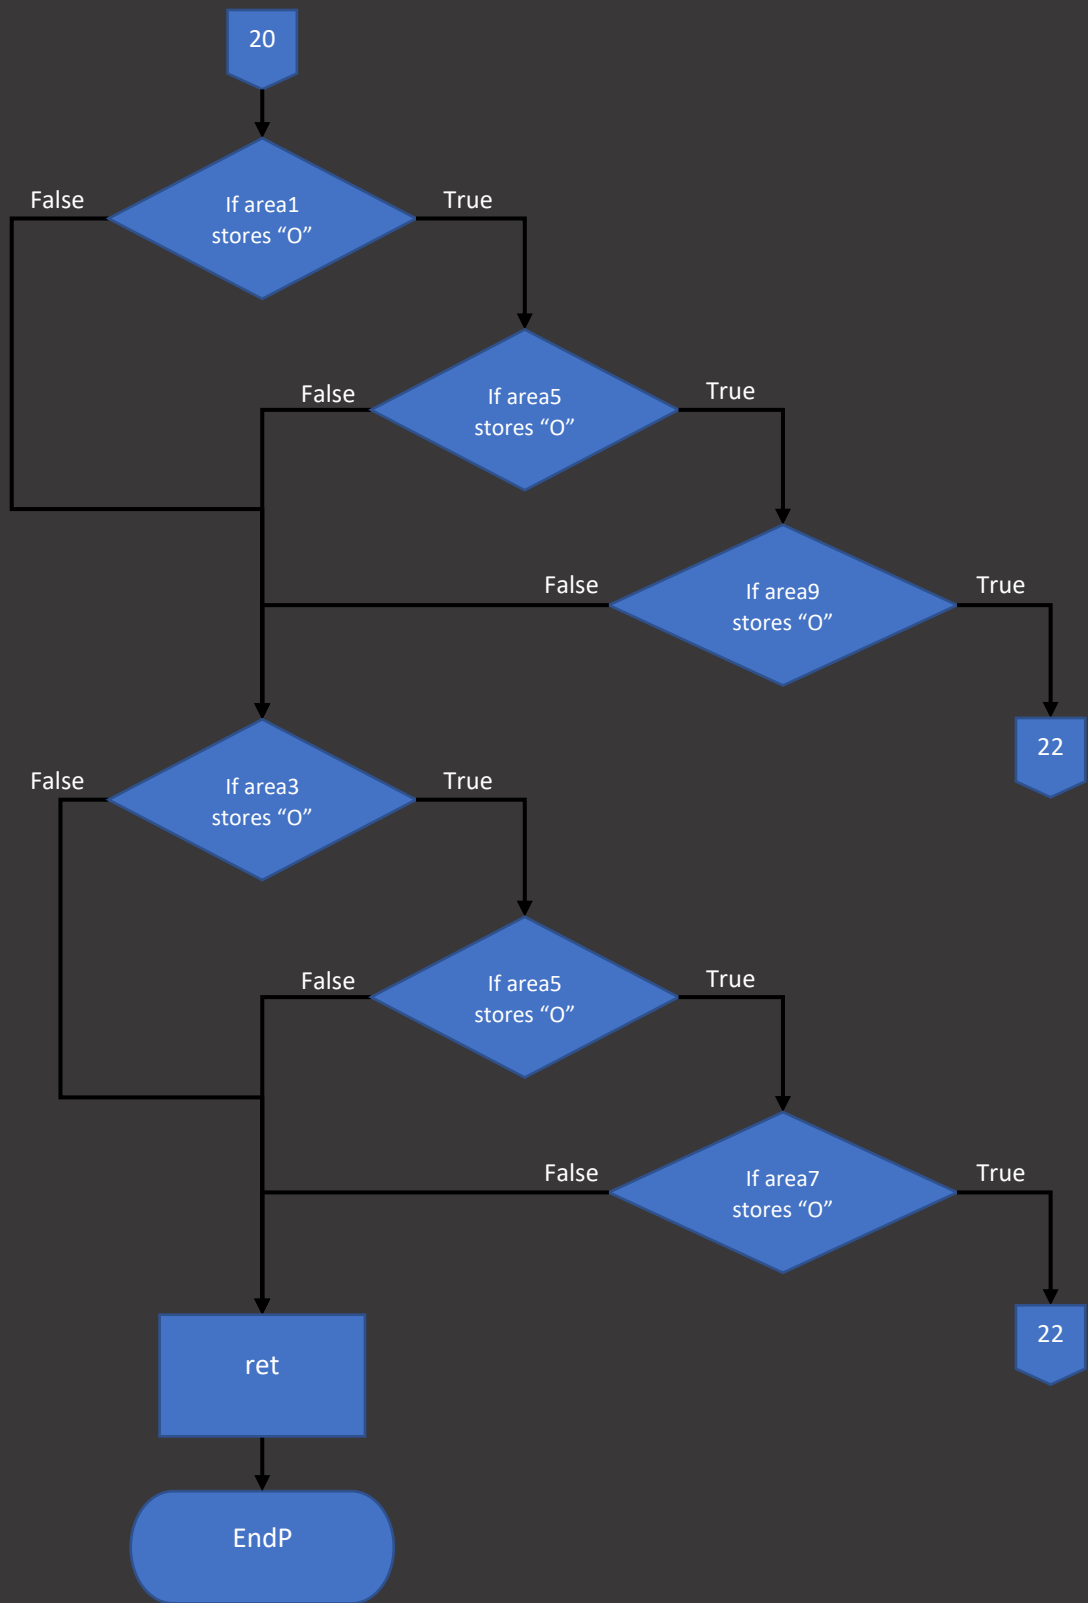 20
False
True
If area1
stores “O”
False
True
If area5
stores “O”
False
True
If area9
stores “O”
22
False
True
If area3
stores “O”
False
True
If area5
stores “O”
False
True
If area7
stores “O”
22
ret
EndP